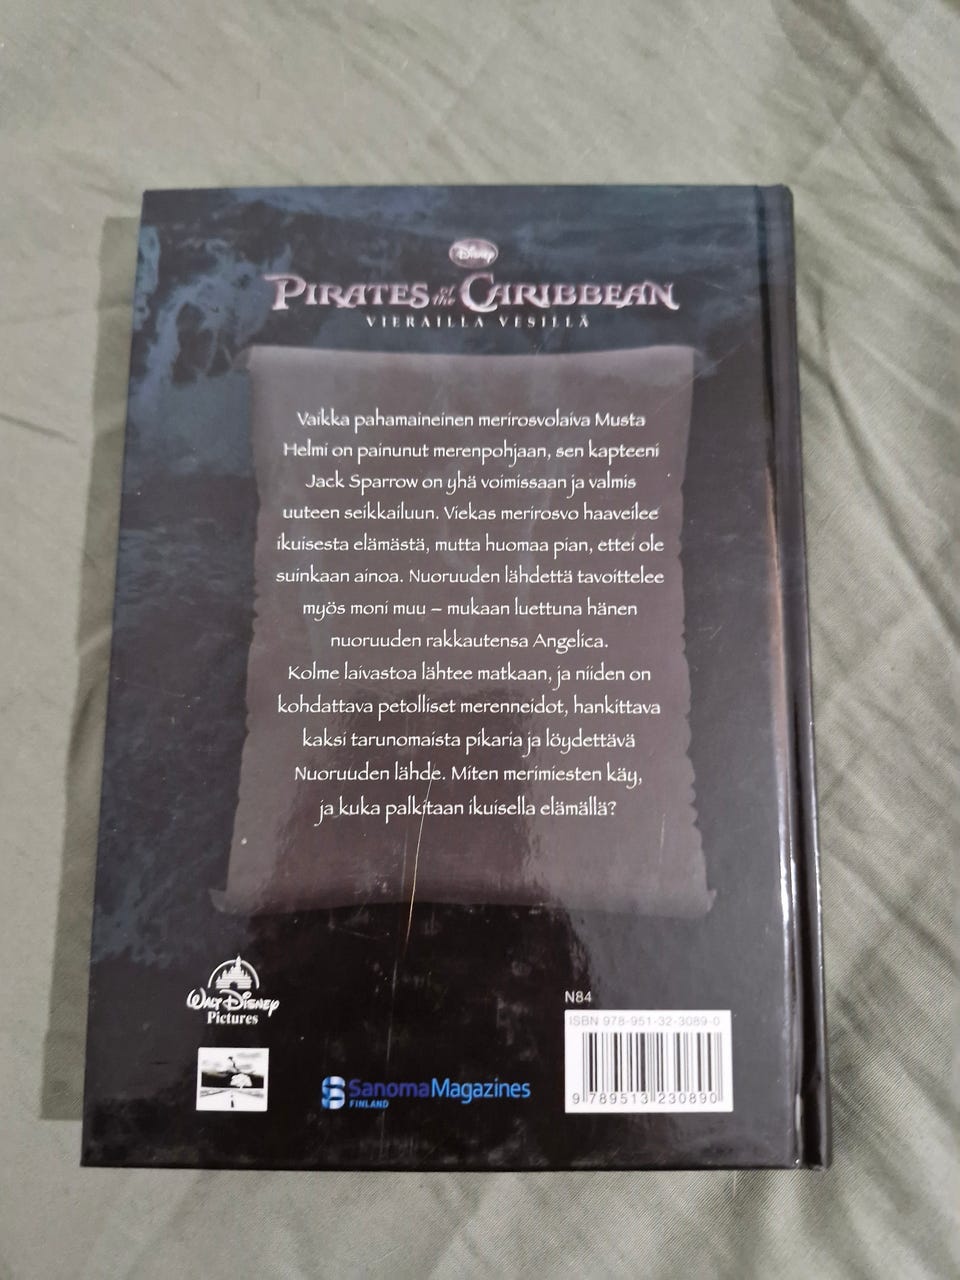 Disney
PIRATES of the CARIBBEAN
VIERAILLA VESILLÄ
Vaikka pahamaineinen merirosvolaiva Musta
Helmi on painunut merenpohjaan, sen kapteeni
Jack Sparrow on yhä voimissaan ja valmis
uuteen seikkailuun. Viekas merirosvo haaveilee
ikuisesta elämästä, mutta huomaa pian, ettei ole
suinkaan ainoa. Nuoruuden lähdettä tavoittelee
myös moni muu – mukaan luettuna hänen
nuoruuden rakkautensa Angelica.
Kolme laivastoa lähtee matkaan, ja niiden on
kohdattava petolliset merenneidot, hankittava
kaksi tarunomaista pikaria ja löydettävä
Nuoruuden lähde. Miten merimiesten käy,
ja kuka palkitaan ikuisella elämällä?
WALT DISNEY
Pictures
SanomaMagazines
FINLAND
N84
ISBN 978-951-32-3089-0
9 789513 230890